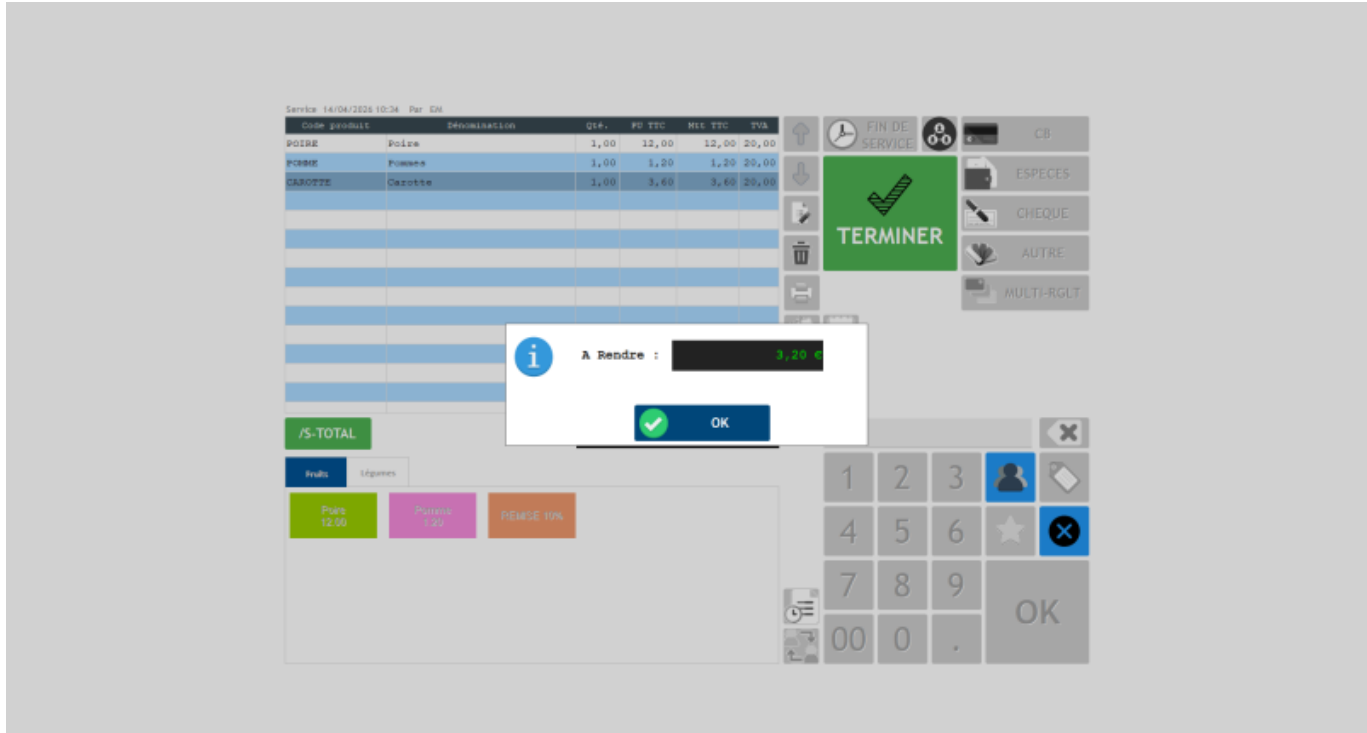 Service 14/04/2026 10:34 Par EM
Code produit Dénomination Qté. PU TTC Mtt TTC TVA
POIRE Poire 1,00 12,00 12,00 20,00
POMME Pommes 1,00 1,20 1,20 20,00
CAROTTE Carotte 1,00 3,60 3,60 20,00
FIN DE
SERVICE
CB
ESPECES
CHEQUE
TERMINER
AUTRE
MULTI-RGLT
A Rendre : 3,20 €
OK
/S-TOTAL
Fruits Légumes
Poire
12.00
Pomme
1.20
REMISE 10%
1 2 3
4 5 6
7 8 9
OK
00 0 .